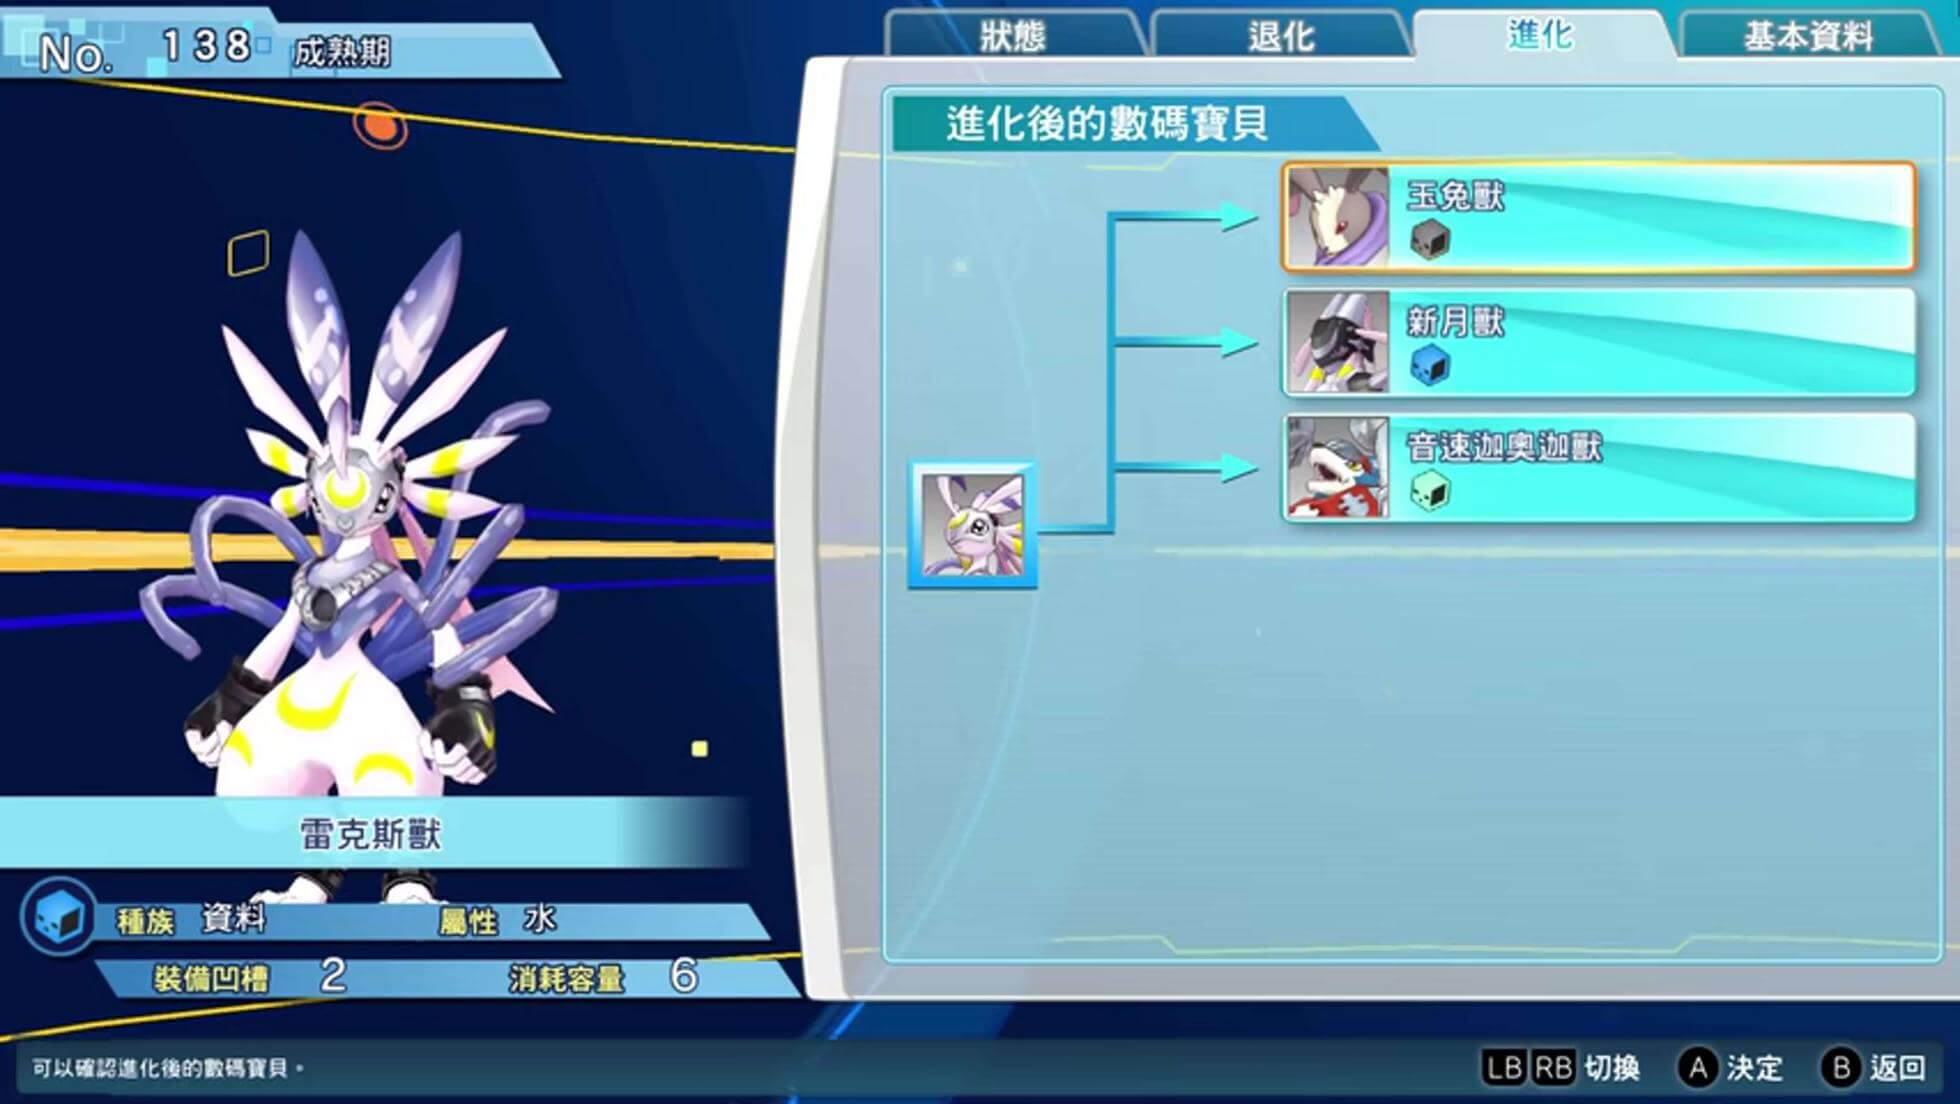 No. 138 成熟期
狀態 退化 進化 基本資料
進化後的數碼寶貝
玉兔獸
新月獸
音速迦奧迦獸
雷克斯獸
種族 資料 屬性 水
裝備凹槽 2 消耗容量 6
可以確認進化後的數碼寶貝。
LB RB 切換 A 決定 B 返回